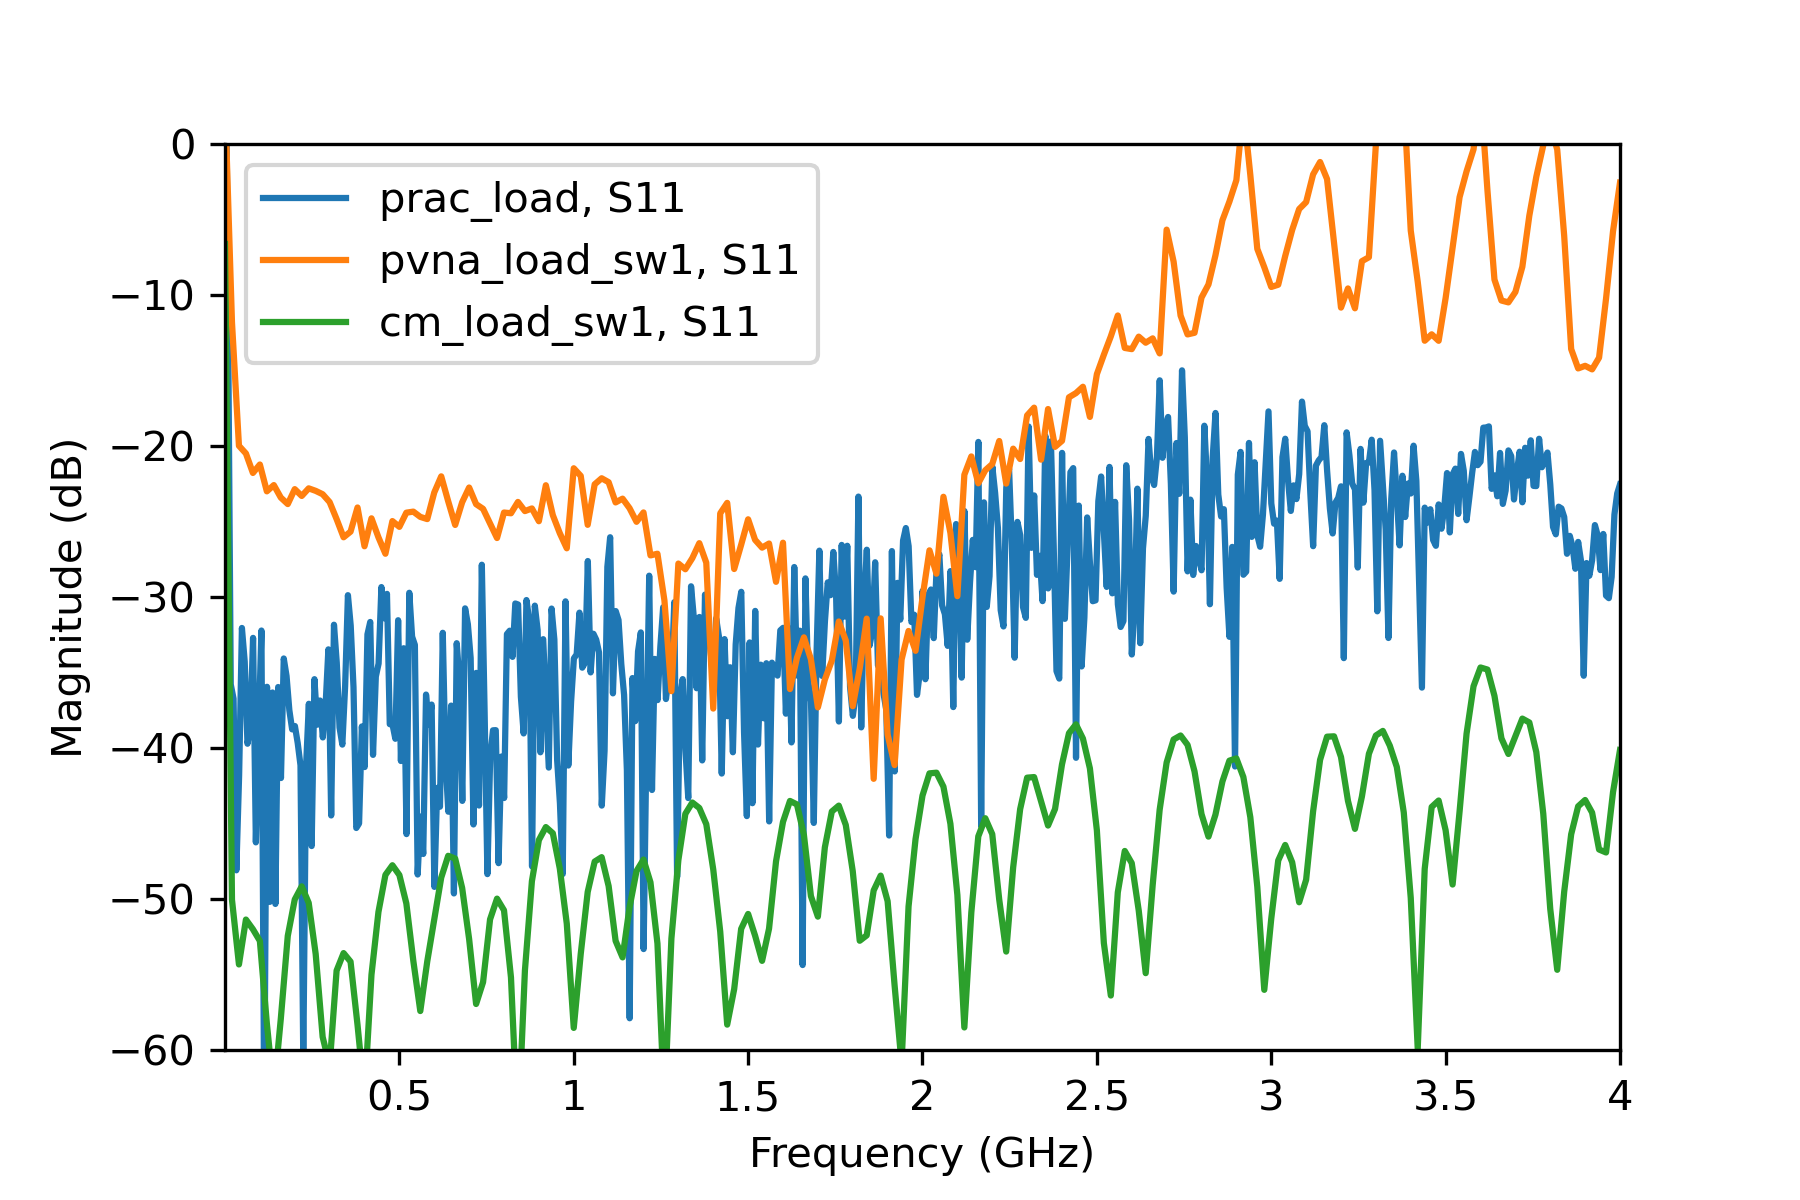 0
−10
−20
−30
−40
−50
−60
Magnitude (dB)
prac_load, S11
pvna_load_sw1, S11
cm_load_sw1, S11
0.5 1 1.5 2 2.5 3 3.5 4
Frequency (GHz)